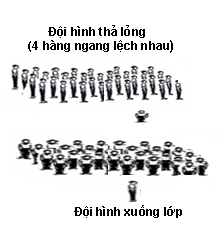 Đội hình thả lỏng
(4 hàng ngang lệch nhau)
Đội hình xuống lớp